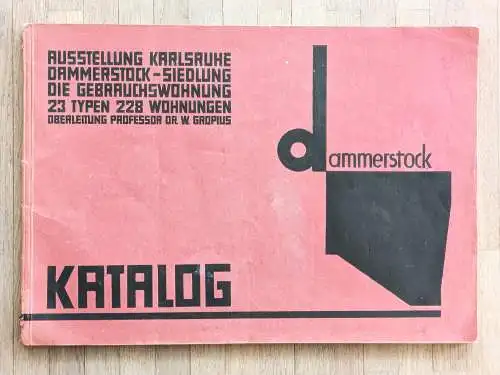 AUSSTELLUNG KARLSRUHE
DAMMERSTOCK-SIEDLUNG
DIE GEBRAUCHSWOHNUNG
23 TYPEN 228 WOHNUNGEN
OBERLEITUNG PROFESSOR DR. W. GROPIUS
dammerstock
KATALOG